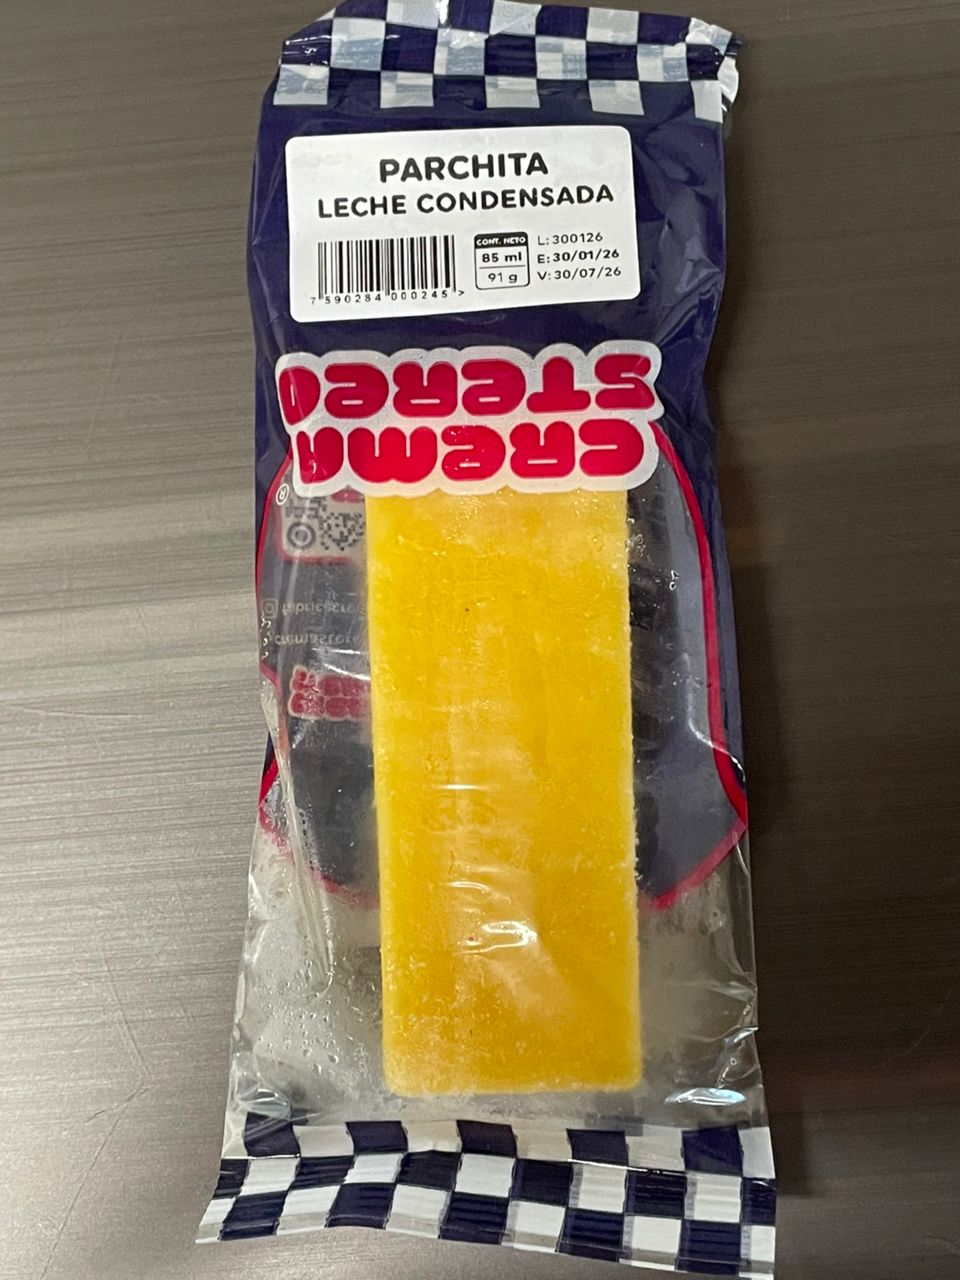 PARCHITA
LECHE CONDENSADA
CONT. NETO
85 ml
91 g
L: 300126
E: 30/01/26
V: 30/07/26
7 590284 000245 >
CREMA
STEREO
®